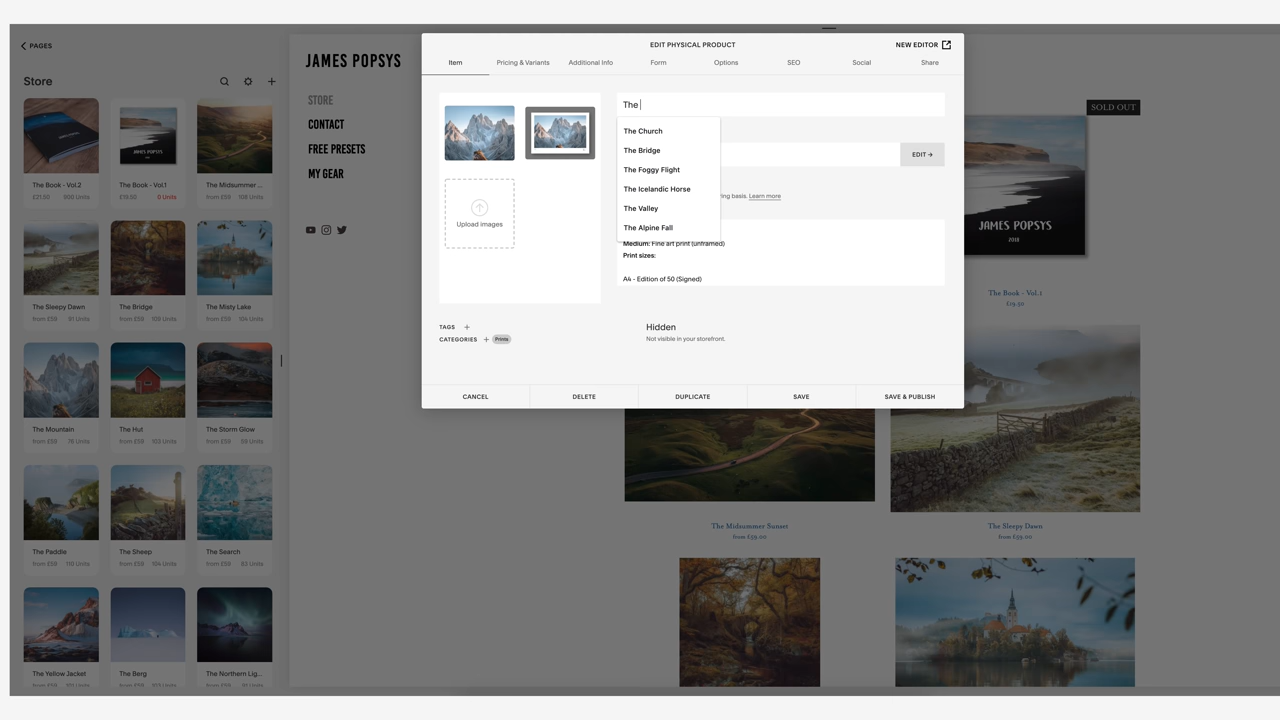 PAGES
Store
The Book - Vol.2
£21.50 900 Units
The Book - Vol.1
£19.50 0 Units
The Midsummer ...
from £59 108 Units
The Sleepy Dawn
from £59 91 Units
The Bridge
from £59 119 Units
The Misty Lake
from £59 104 Units
The Mountain
from £59 76 Units
The Hut
from £59 103 Units
The Storm Glow
from £59 59 Units
The Paddle
from £59 110 Units
The Sheep
from £59 104 Units
The Search
from £59 83 Units
The Yellow Jacket
The Berg
The Northern Lig...
JAMES POPSYS
STORE
CONTACT
FREE PRESETS
MY GEAR
EDIT PHYSICAL PRODUCT
NEW EDITOR
Item
Pricing & Variants
Additional Info
Form
Options
SEO
Social
Share
Upload images
The
The Church
The Bridge
The Foggy Flight
The Icelandic Horse
The Valley
The Alpine Fall
EDIT →
ring basis. Learn more
Medium: Fine art print (unframed)
Print sizes:
A4 - Edition of 50 (Signed)
TAGS +
CATEGORIES + Prints
Hidden
Not visible in your storefront.
CANCEL
DELETE
DUPLICATE
SAVE
SAVE & PUBLISH
SOLD OUT
JAMES POPSYS
2018
The Book - Vol.1
£19.50
The Midsummer Sunset
from £59.00
The Sleepy Dawn
from £59.00